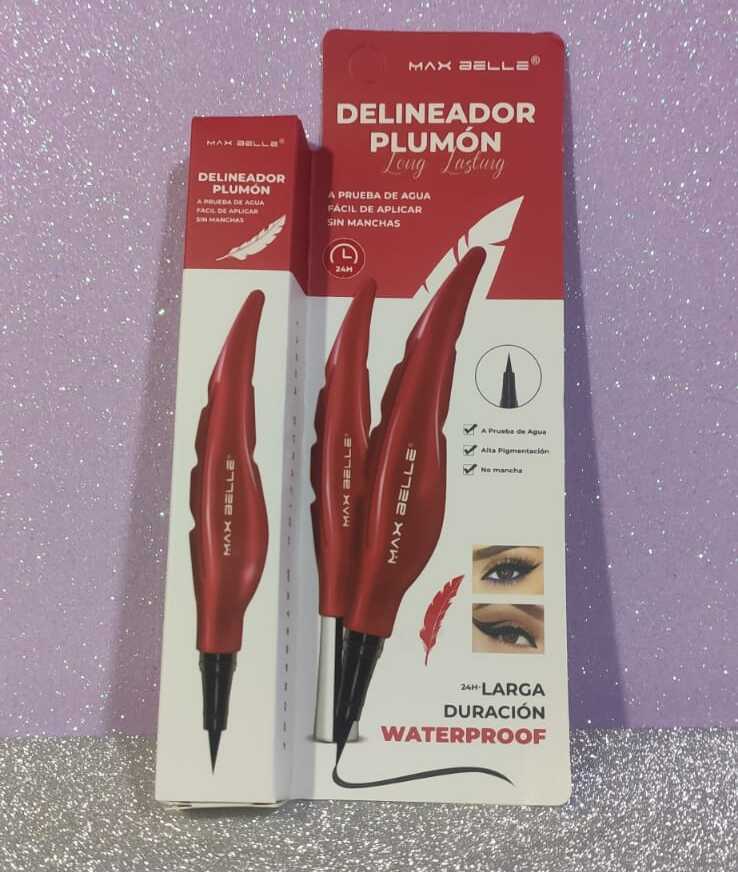 MAX BELLE®
DELINEADOR
PLUMÓN
A PRUEBA DE AGUA
FÁCIL DE APLICAR
SIN MANCHAS
MAX BELLE®
MAX BELLE®
DELINEADOR
PLUMÓN
Long Lasting
A PRUEBA DE AGUA
FÁCIL DE APLICAR
SIN MANCHAS
24H
MAX BELLE®
MAX BELLE®
A Prueba de Agua
Alta Pigmentación
No mancha
24H-LARGA
DURACIÓN
WATERPROOF